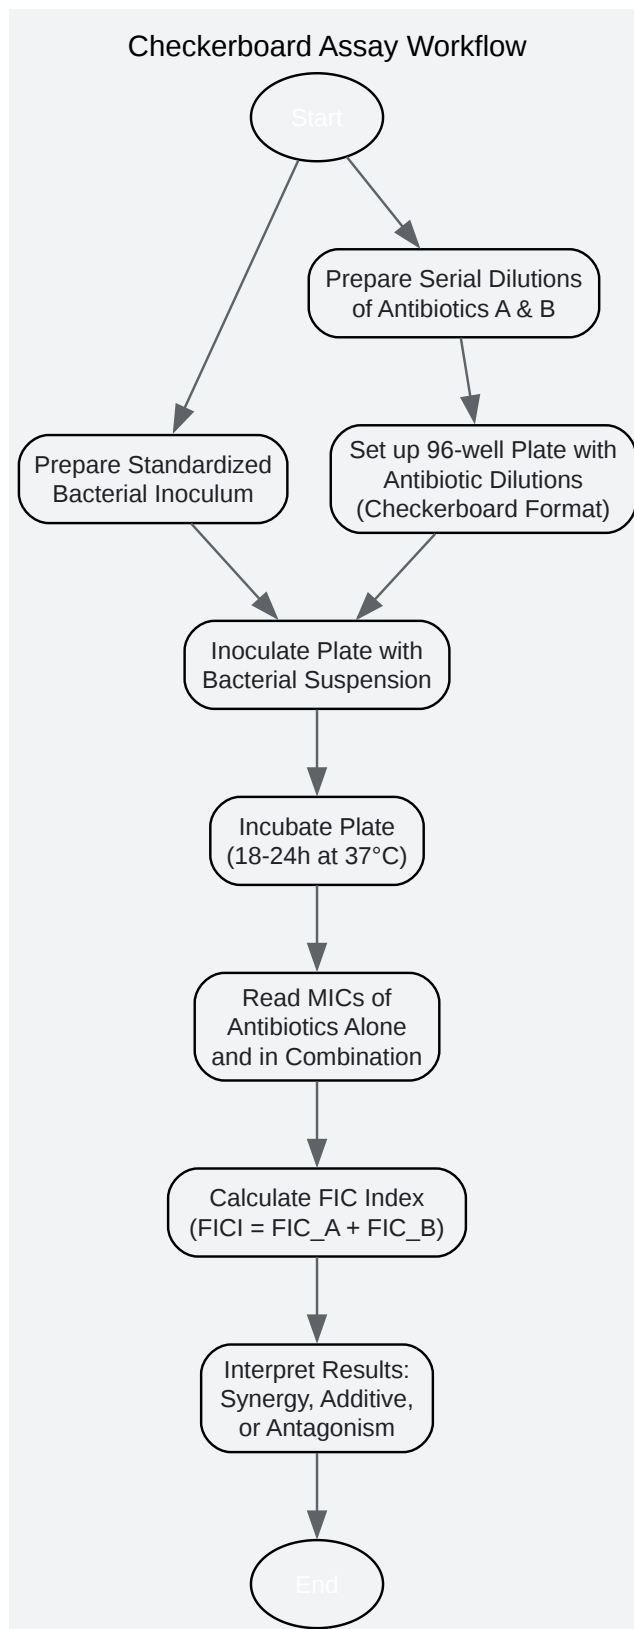 Checkerboard Assay Workflow
Start
Prepare Serial Dilutions
of Antibiotics A & B
Prepare Standardized
Bacterial Inoculum
Set up 96-well Plate with
Antibiotic Dilutions
(Checkerboard Format)
Inoculate Plate with
Bacterial Suspension
Incubate Plate
(18-24h at 37°C)
Read MICs of
Antibiotics Alone
and in Combination
Calculate FIC Index
(FICI = FIC_A + FIC_B)
Interpret Results:
Synergy, Additive,
or Antagonism
End